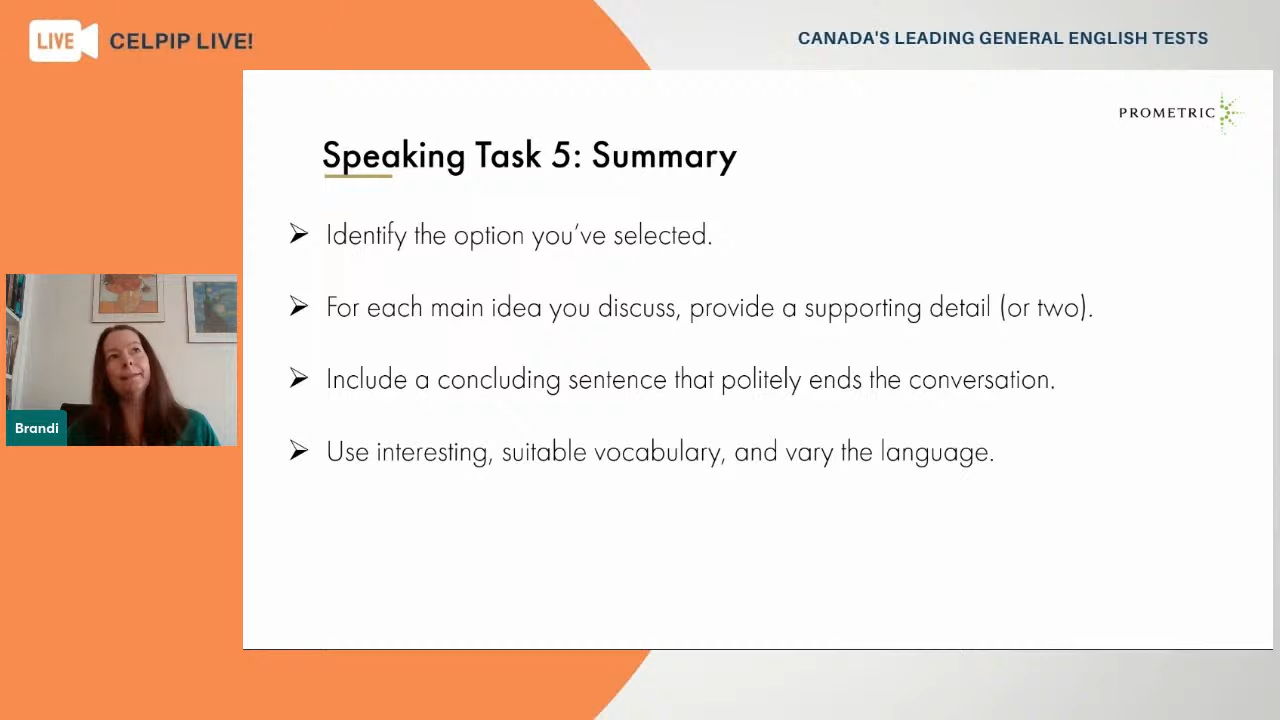 LIVE
CELPIP LIVE!
CANADA'S LEADING GENERAL ENGLISH TESTS
PROMETRIC
Speaking Task 5: Summary
Identify the option you've selected.
For each main idea you discuss, provide a supporting detail (or two).
Include a concluding sentence that politely ends the conversation.
Use interesting, suitable vocabulary, and vary the language.
Brandi